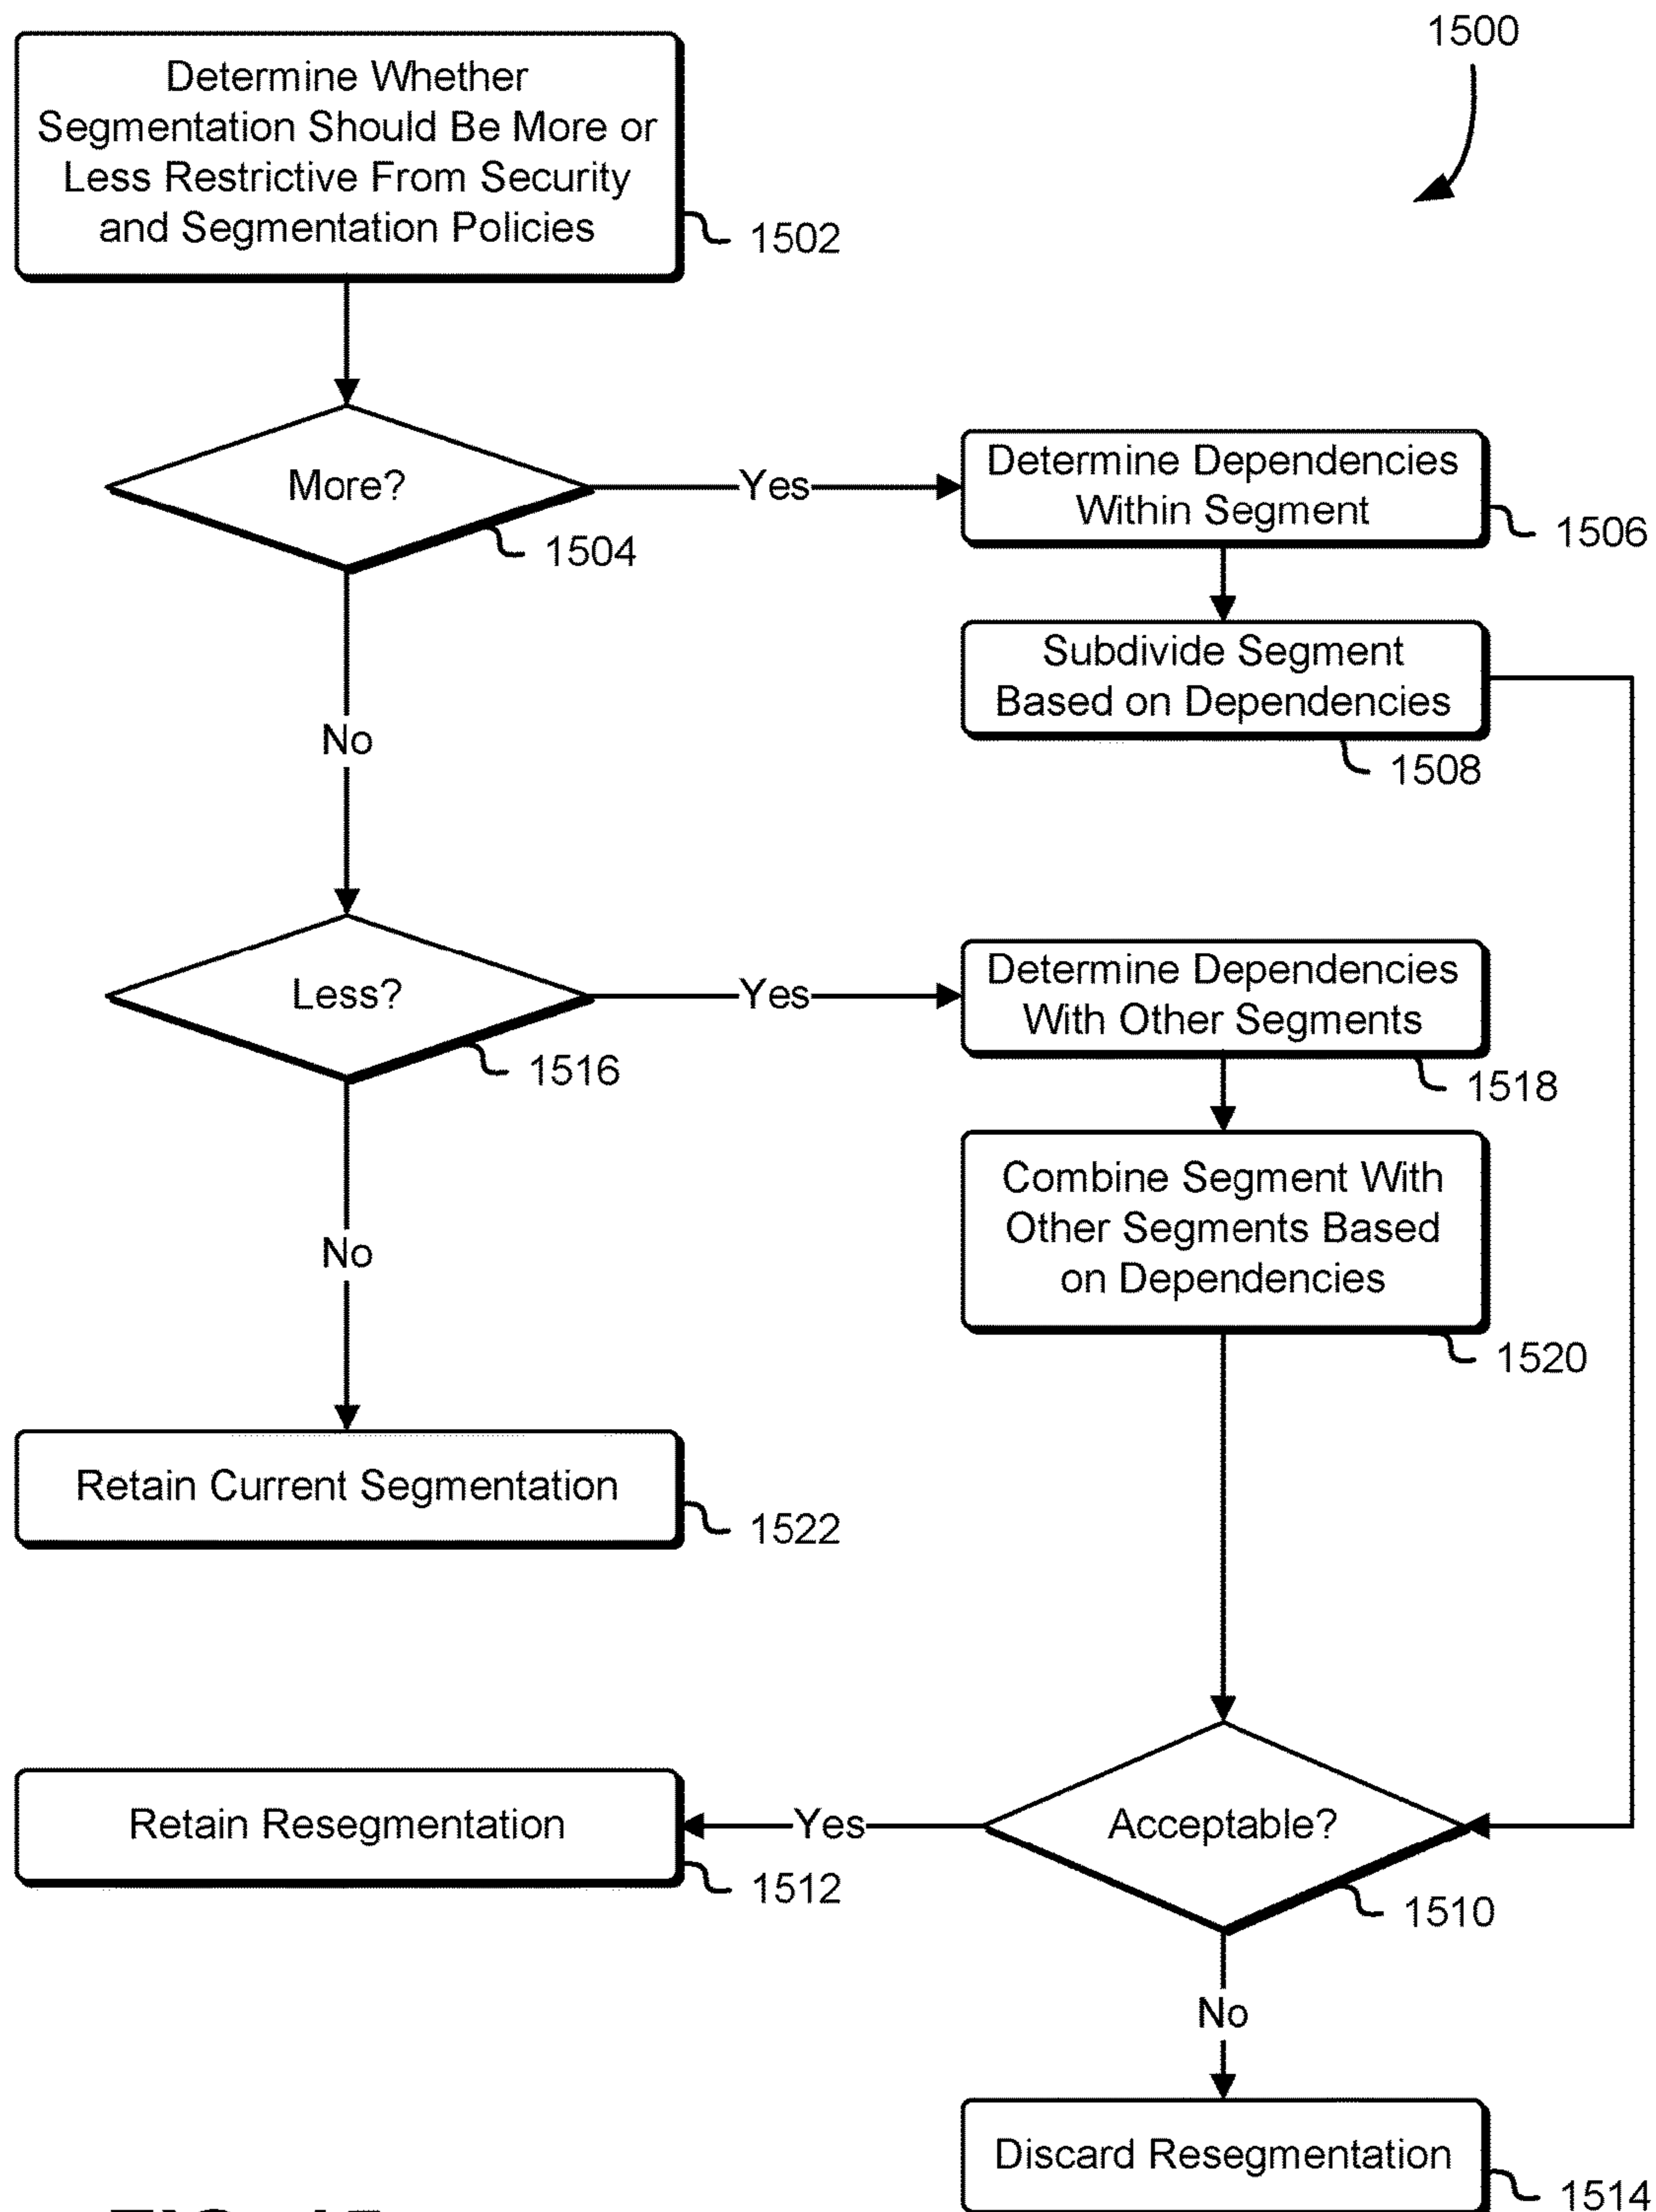 1500
Determine Whether
Segmentation Should Be More or
Less Restrictive From Security
and Segmentation Policies
1502
More?
Yes
1504
Determine Dependencies
Within Segment
1506
Subdivide Segment
Based on Dependencies
1508
No
Less?
Yes
1516
Determine Dependencies
With Other Segments
1518
Combine Segment With
Other Segments Based
on Dependencies
1520
No
Retain Current Segmentation
1522
Retain Resegmentation
1512
Yes
Acceptable?
1510
No
Discard Resegmentation
1514